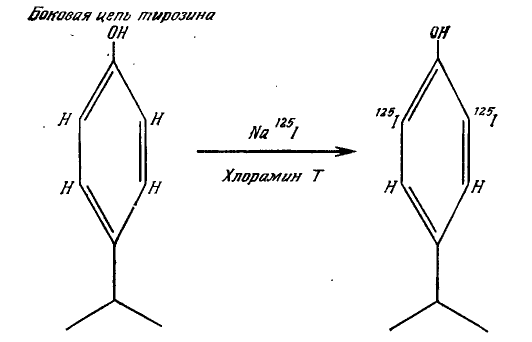 Боковая цепь тирозина
OH
OH
H H
125I 125I
Na 125I
Хлорамин T
H H
H H